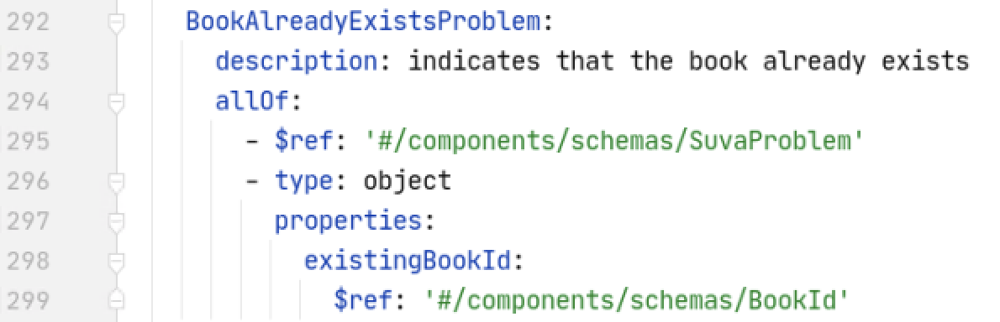 292 BookAlreadyExistsProblem:
293 description: indicates that the book already exists
294 allOf:
295 - $ref: '#/components/schemas/SuvaProblem'
296 - type: object
297 properties:
298 existingBookId:
299 $ref: '#/components/schemas/BookId'